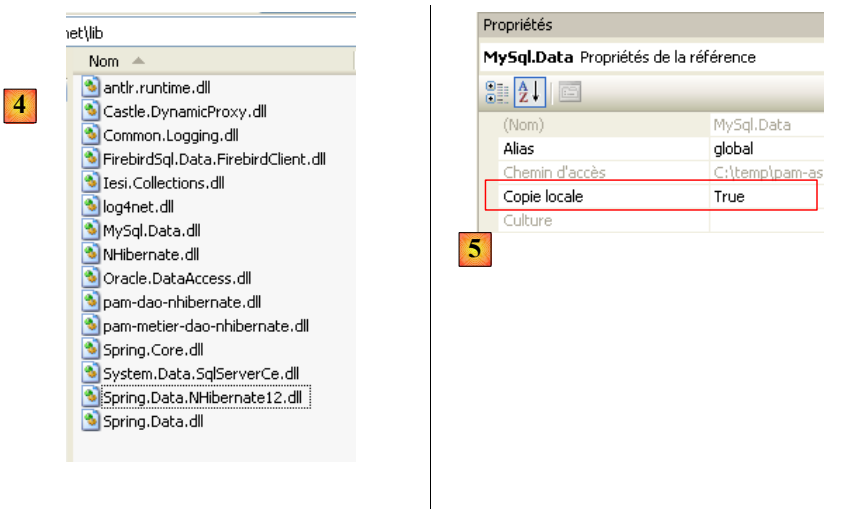 4
net\lib
Nom
antlr.runtime.dll
Castle.DynamicProxy.dll
Common.Logging.dll
FirebirdSql.Data.FirebirdClient.dll
Iesi.Collections.dll
log4net.dll
MySql.Data.dll
NHibernate.dll
Oracle.DataAccess.dll
pam-dao-nhibernate.dll
pam-metier-dao-nhibernate.dll
Spring.Core.dll
System.Data.SqlServerCe.dll
Spring.Data.NHibernate12.dll
Spring.Data.dll
5
Propriétés
MySql.Data Propriétés de la référence
(Nom) MySql.Data
Alias global
Chemin d'accès C:\temp\pam-as
Copie locale True
Culture